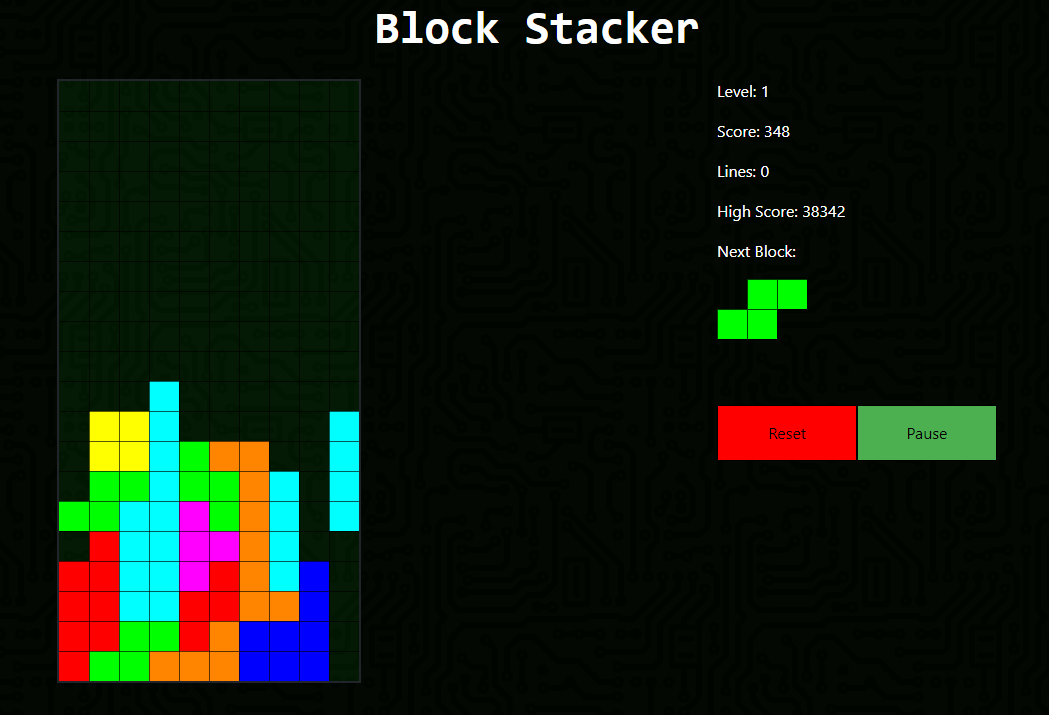 Block Stacker
Level: 1
Score: 348
Lines: 0
High Score: 38342
Next Block:
Reset
Pause